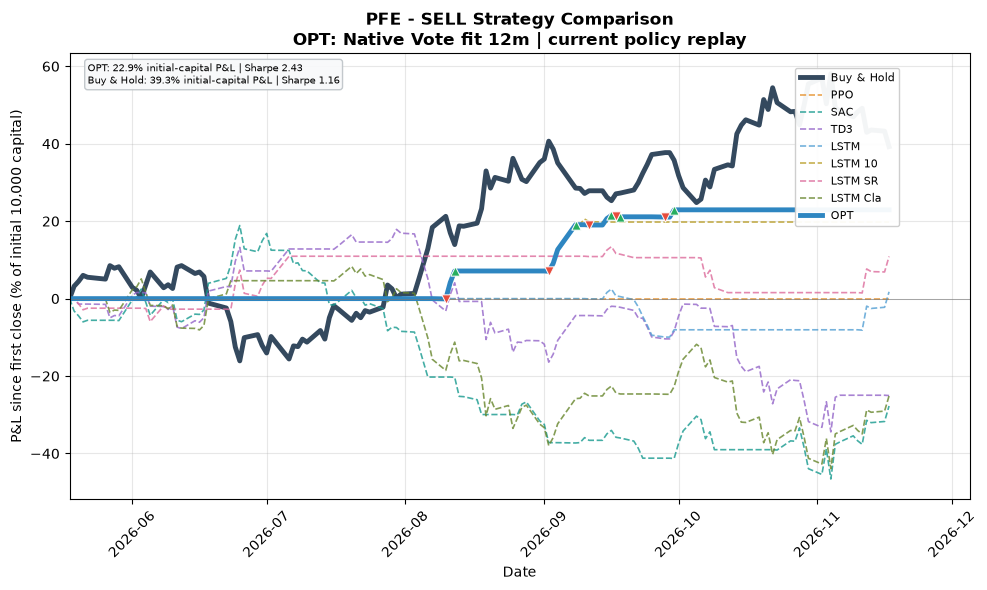 PFE - SELL Strategy Comparison
OPT: Native Vote fit 12m | current policy replay
OPT: 22.9% initial-capital P&L | Sharpe 2.43
Buy & Hold: 39.3% initial-capital P&L | Sharpe 1.16
Buy & Hold
PPO
SAC
TD3
LSTM
LSTM 10
LSTM SR
LSTM Cla
OPT
P&L since first close (% of initial 10,000 capital)
60
40
20
0
−20
−40
2026-06
2026-07
2026-08
2026-09
2026-10
2026-11
2026-12
Date